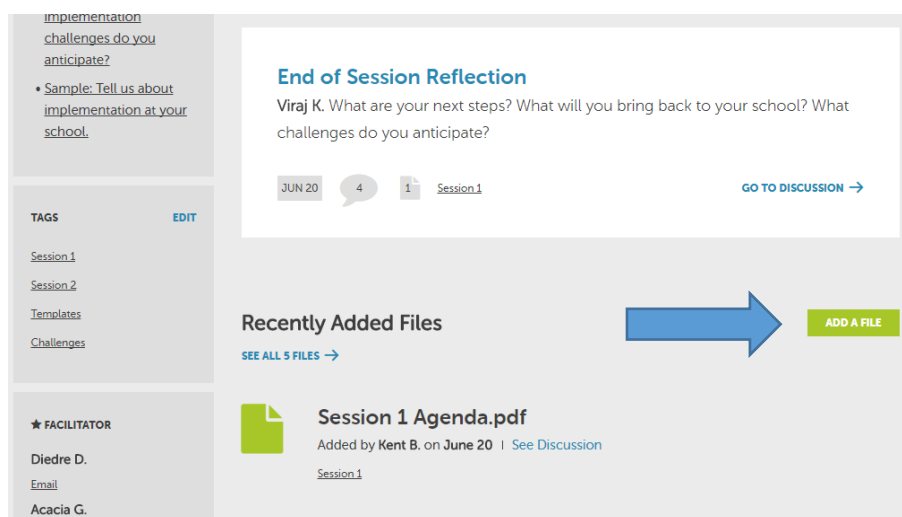 implementation
challenges do you
anticipate?
• Sample: Tell us about
implementation at your
school.
TAGS EDIT
Session 1
Session 2
Templates
Challenges
★ FACILITATOR
Diedre D.
Email
Acacia G.
End of Session Reflection
Viraj K. What are your next steps? What will you bring back to your school? What
challenges do you anticipate?
JUN 20 4 1 Session 1 GO TO DISCUSSION →
Recently Added Files ADD A FILE
SEE ALL 5 FILES →
Session 1 Agenda.pdf
Added by Kent B. on June 20 | See Discussion
Session 1